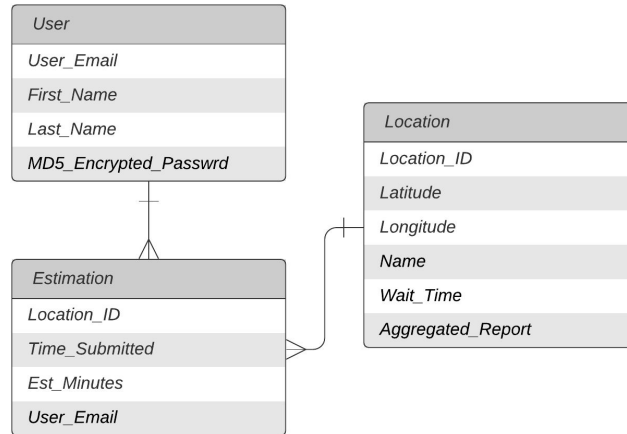 User
User_Email
First_Name
Last_Name
MD5_Encrypted_Passwrd
Location
Location_ID
Latitude
Longitude
Name
Wait_Time
Aggregated_Report
Estimation
Location_ID
Time_Submitted
Est_Minutes
User_Email